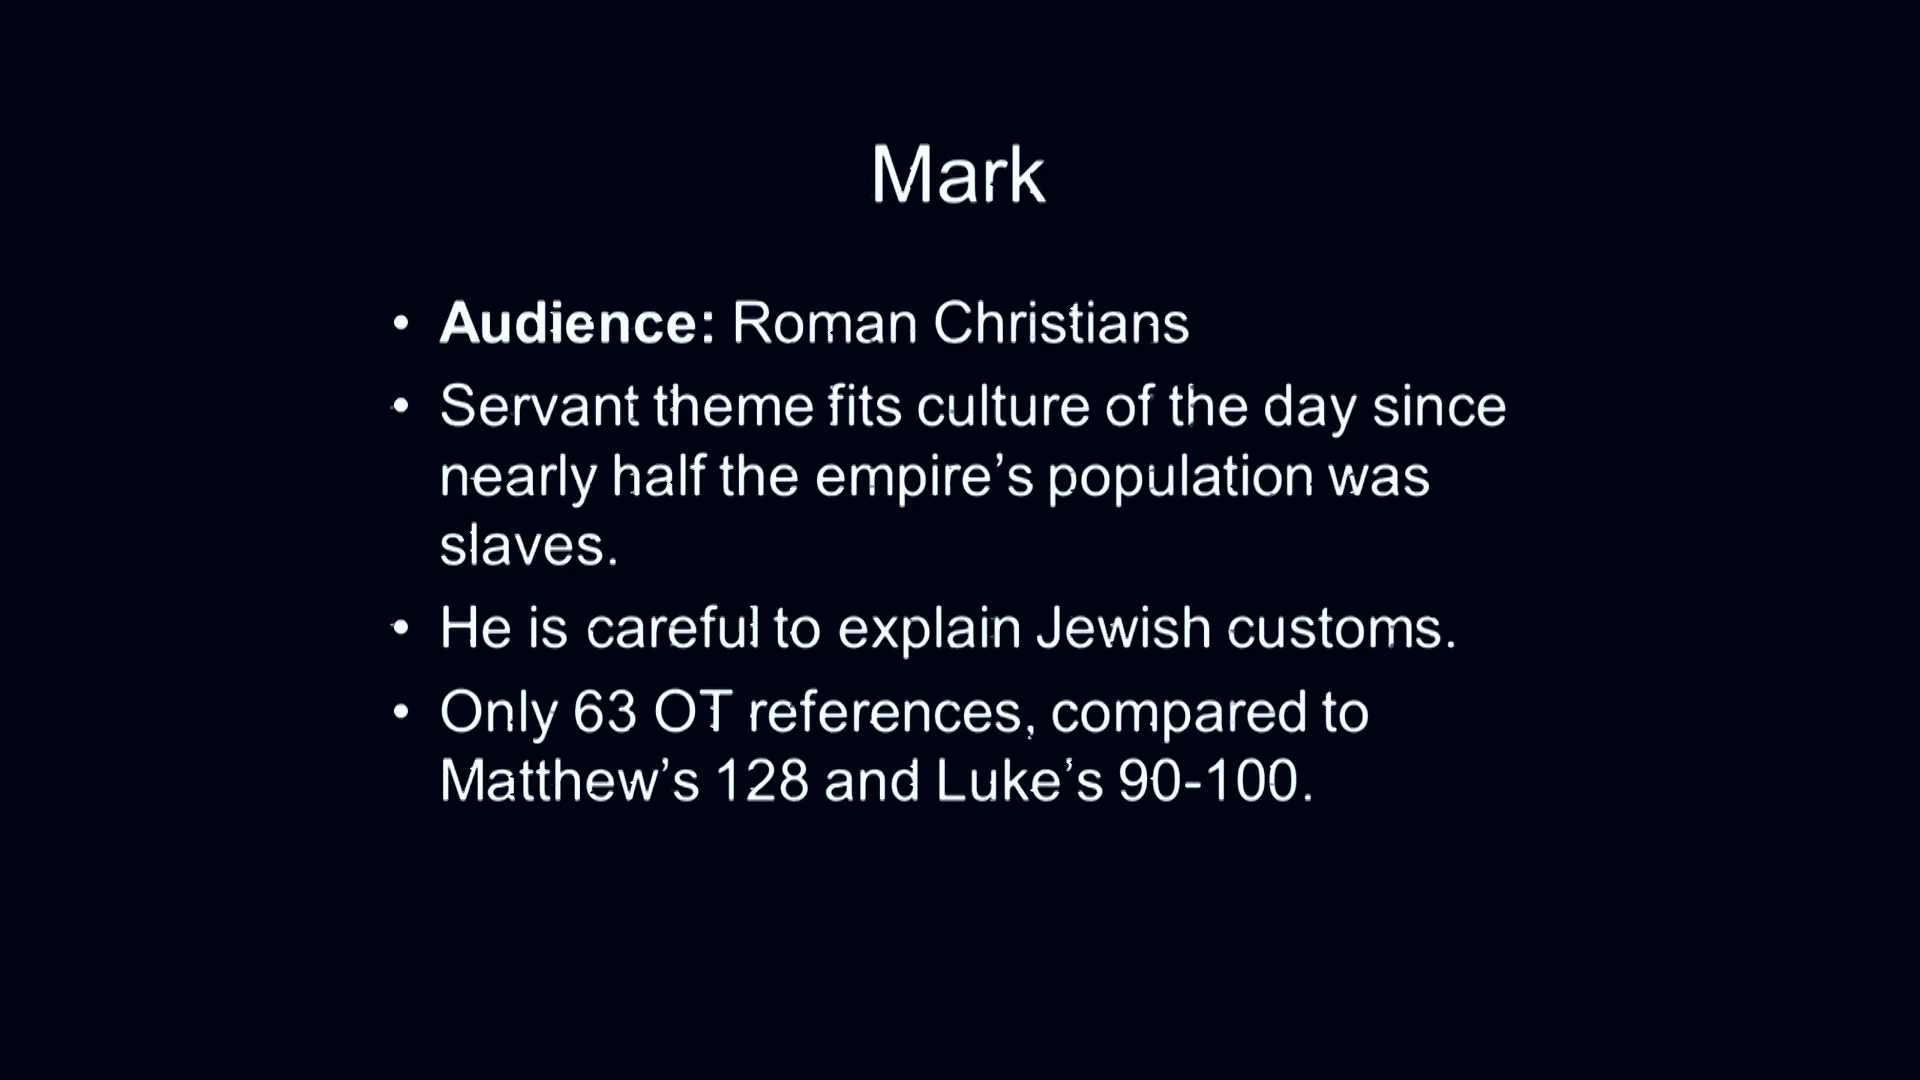 Mark
• Audience: Roman Christians
• Servant theme fits culture of the day since
nearly half the empire’s population was
slaves.
• He is careful to explain Jewish customs.
• Only 63 OT references, compared to
Matthew’s 128 and Luke’s 90-100.